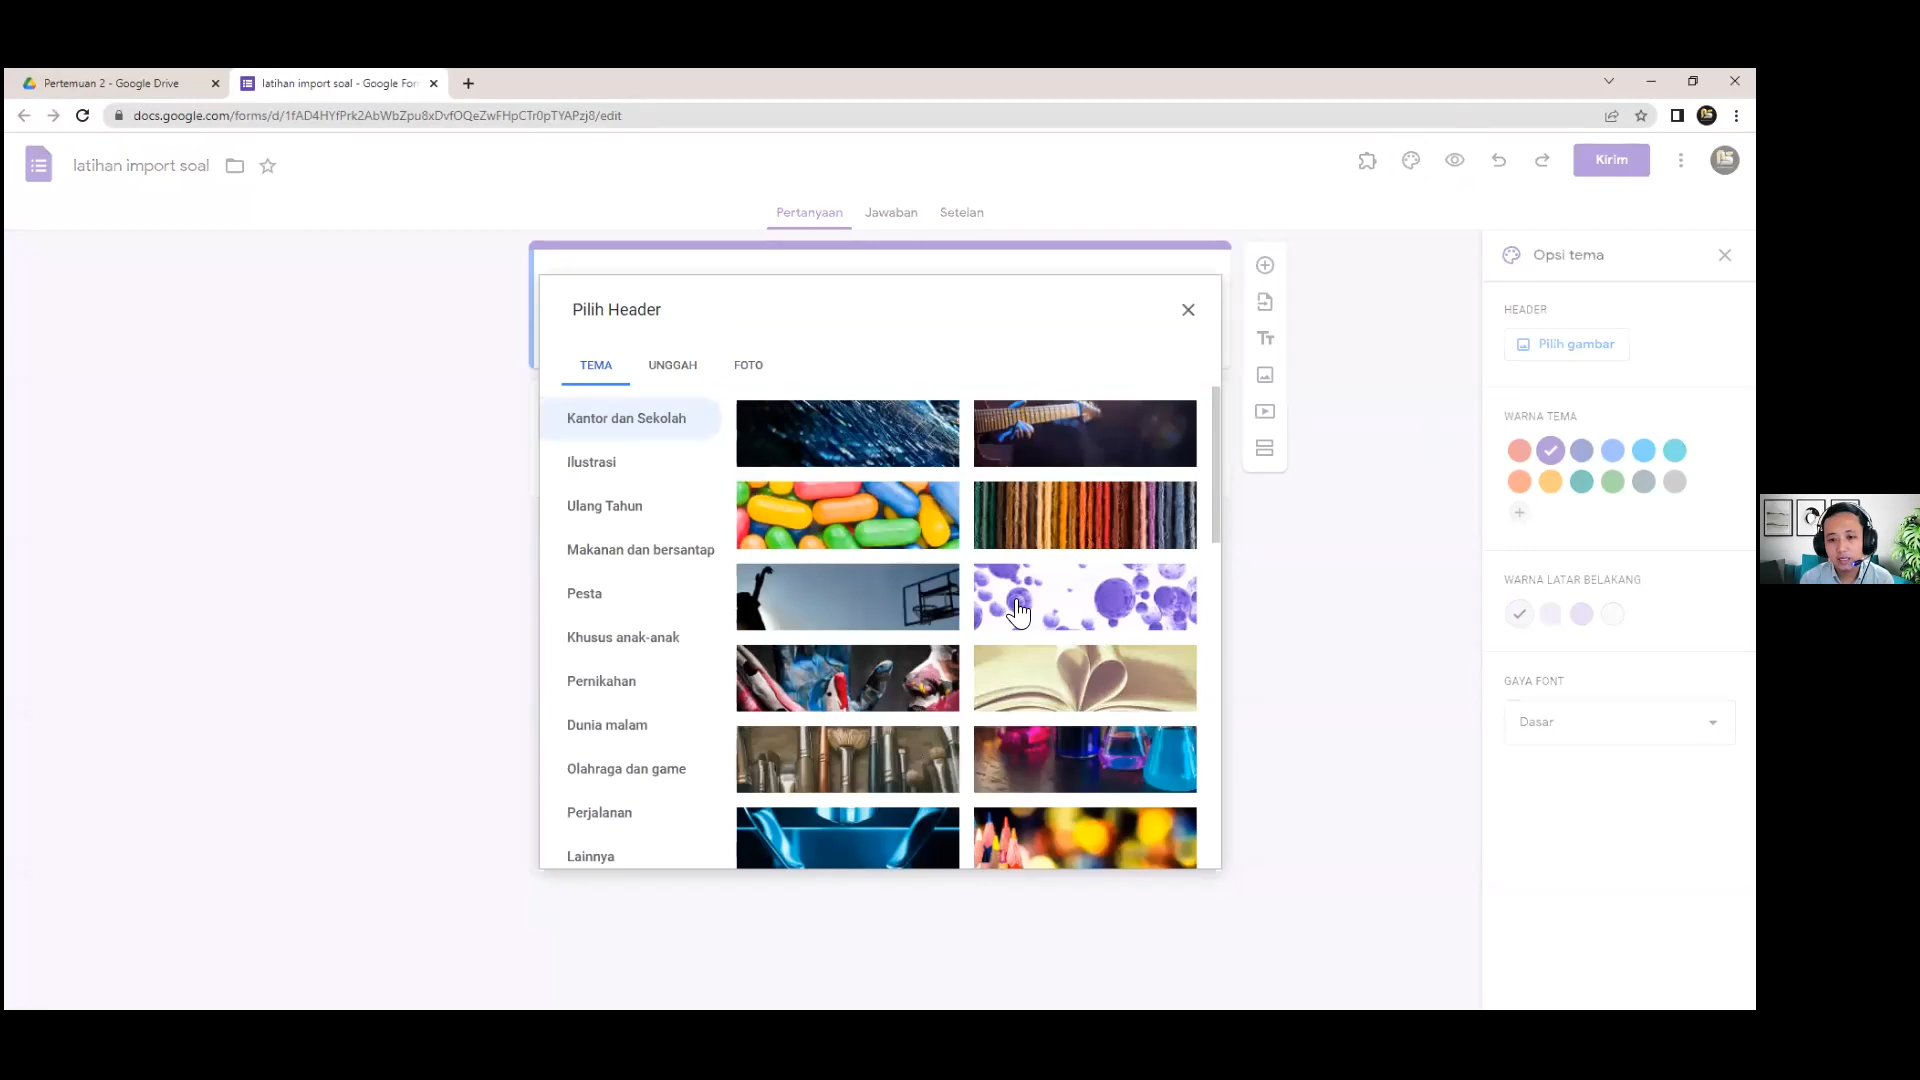 Pertemuan 2 - Google Drive
latihan import soal - Google For
docs.google.com/forms/d/1fAD4HYfPrk2AbWbZpu8xDvfOQeZwFHpCTr0pTYAPzj8/edit
latihan import soal
Kirim
Pertanyaan
Jawaban
Setelan
Opsi tema
Pilih Header
HEADER
Pilih gambar
TEMA
UNGGAH
FOTO
Kantor dan Sekolah
Ilustrasi
Ulang Tahun
Makanan dan bersantap
Pesta
Khusus anak-anak
Pernikahan
Dunia malam
Olahraga dan game
Perjalanan
Lainnya
WARNA TEMA
WARNA LATAR BELAKANG
GAYA FONT
Dasar